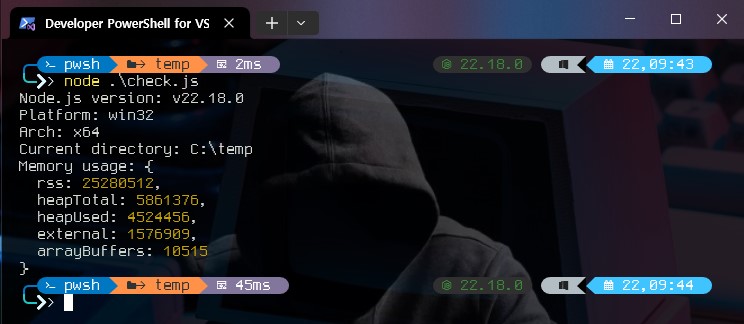 Developer PowerShell for VS
pwsh temp 2ms 22.18.0 22,09:43
node .\check.js
Node.js version: v22.18.0
Platform: win32
Arch: x64
Current directory: C:\temp
Memory usage: {
  rss: 25280512,
  heapTotal: 5861376,
  heapUsed: 4524456,
  external: 1576909,
  arrayBuffers: 10515
}
pwsh temp 45ms 22.18.0 22,09:44